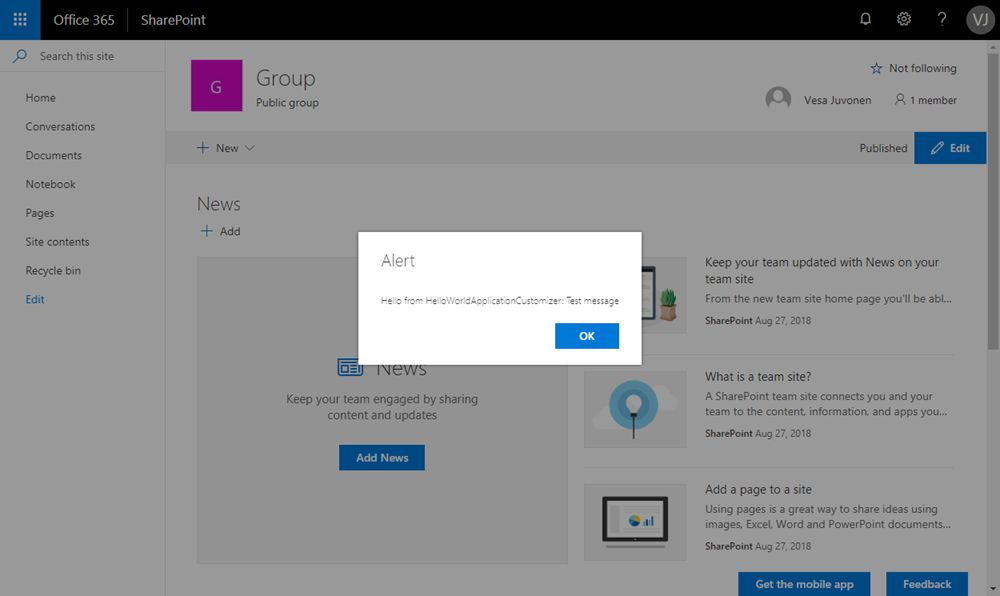 Office 365
SharePoint
?
VJ
Search this site
Home
Conversations
Documents
Notebook
Pages
Site contents
Recycle bin
Edit
G
Group
Public group
Not following
Vesa Juvonen
1 member
New
Published
Edit
News
Add
Alert
Hello from HelloWorldApplicationCustomizer: Test message
OK
News
Keep your team engaged by sharing
content and updates
Add News
Keep your team updated with News on your
team site
From the new team site home page you'll be abl...
SharePoint Aug 27, 2018
What is a team site?
A SharePoint team site connects you and your
team to the content, information, and apps you...
SharePoint Aug 27, 2018
Add a page to a site
Using pages is a great way to share ideas using
images, Excel, Word and PowerPoint documents...
SharePoint Aug 27, 2018
Get the mobile app
Feedback